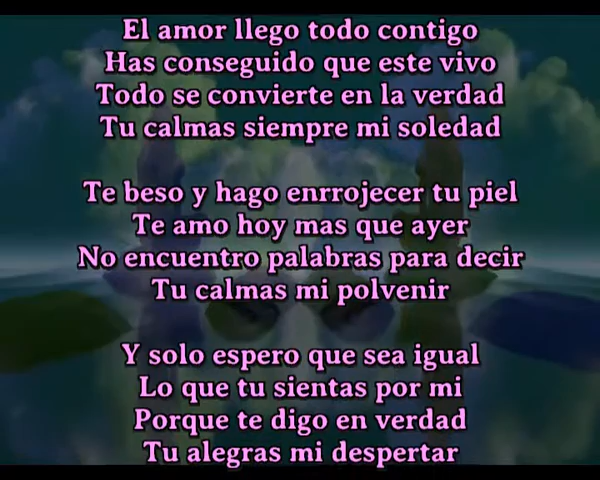 El amor llego todo contigo
Has conseguido que este vivo
Todo se convierte en la verdad
Tu calmas siempre mi soledad
Te beso y hago enrrojecer tu piel
Te amo hoy mas que ayer
No encuentro palabras para decir
Tu calmas mi polvenir
Y solo espero que sea igual
Lo que tu sientas por mi
Porque te digo en verdad
Tu alegras mi despertar